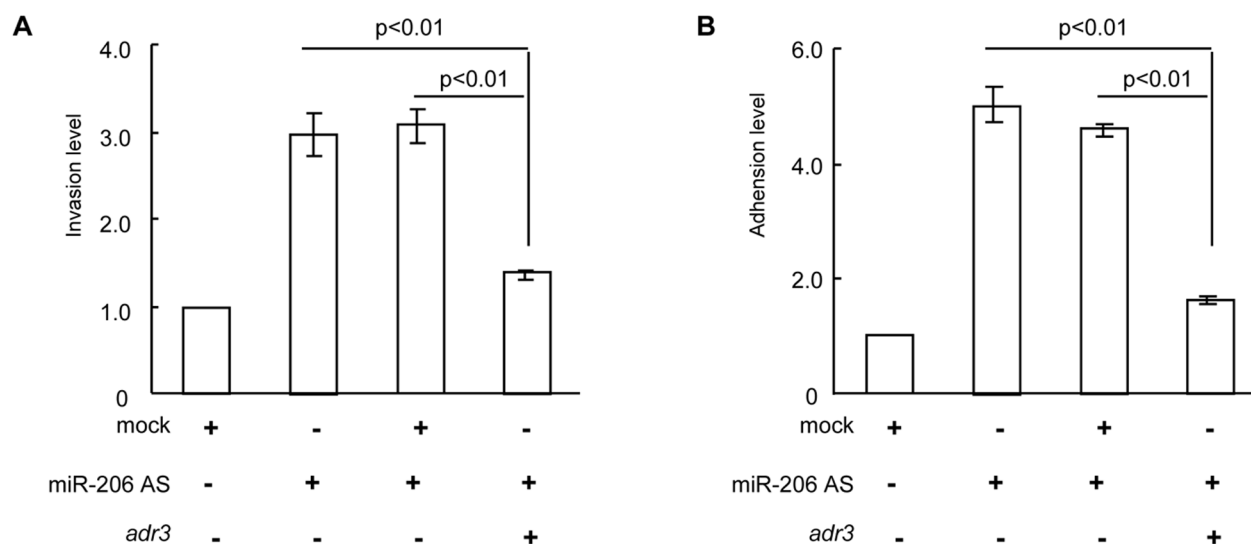 A
4.0
3.0
2.0
1.0
0
Invasion level
p<0.01
p<0.01
mock + - + -
miR-206 AS - + + +
adr3 - - - +
B
6.0
4.0
2.0
0
Adhension level
p<0.01
p<0.01
mock + - + -
miR-206 AS - + + +
adr3 - - - +